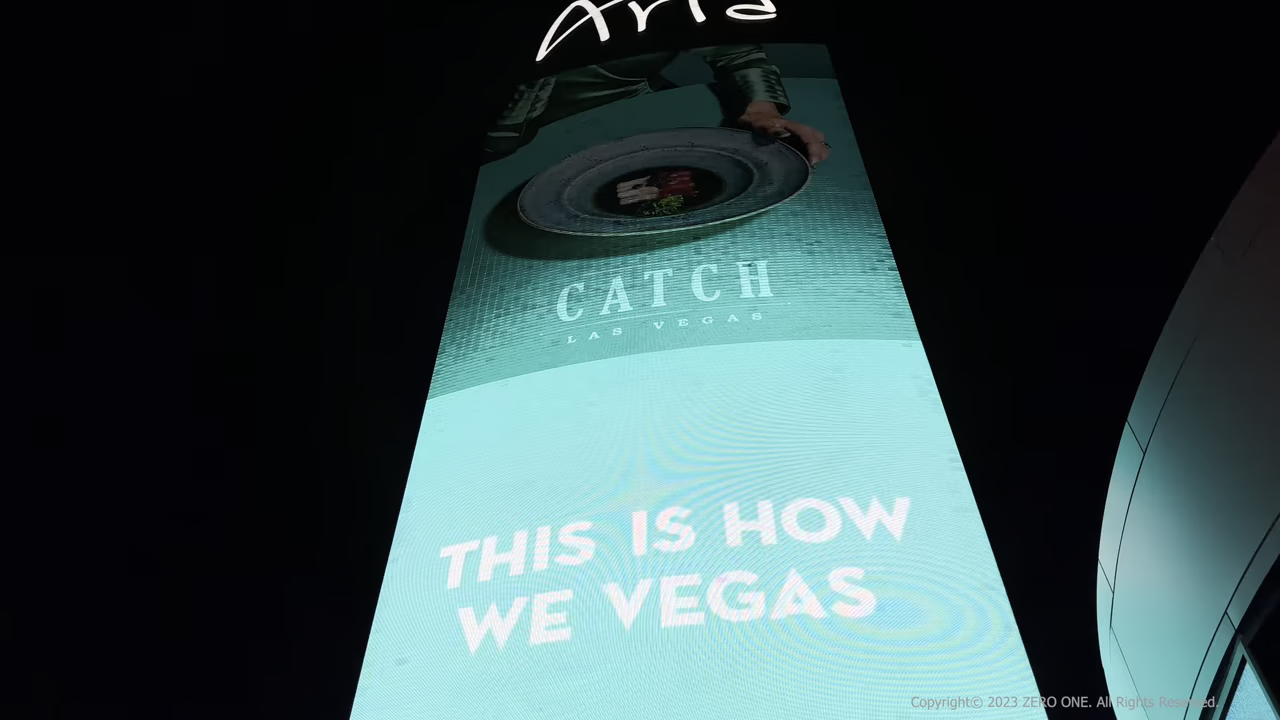 Aria
CATCH
LAS VEGAS
THIS IS HOW
WE VEGAS
Copyright© 2023 ZERO ONE. All Rights Reserved.